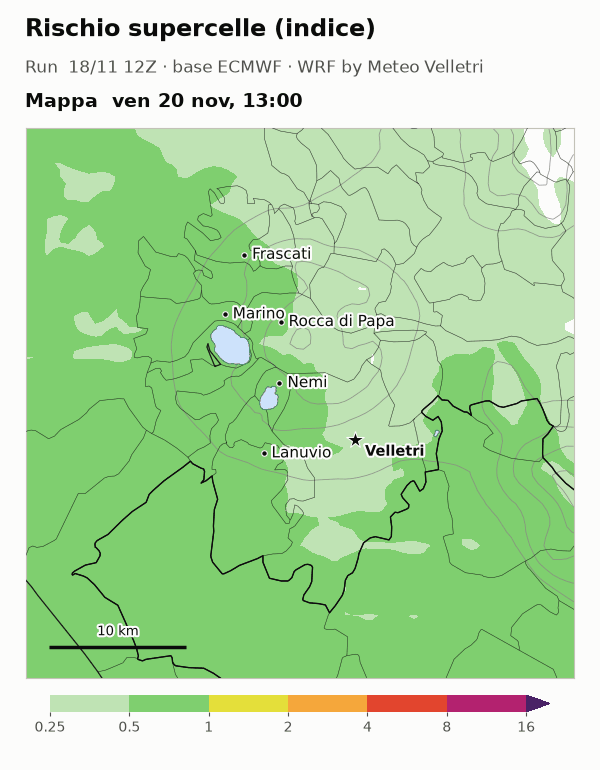 Rischio supercelle (indice)
Run  18/11 12Z · base ECMWF · WRF by Meteo Velletri
Mappa  ven 20 nov, 13:00
Frascati
Marino
Rocca di Papa
Nemi
Velletri
Lanuvio
10 km
0.25 0.5 1 2 4 8 16